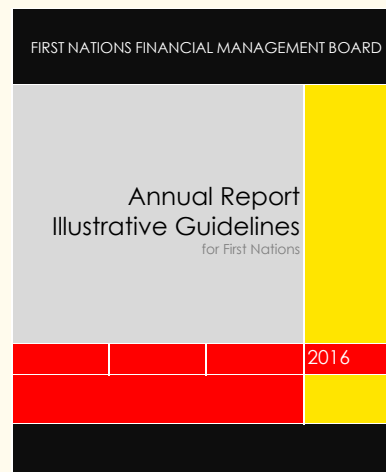 FIRST NATIONS FINANCIAL MANAGEMENT BOARD
Annual Report
Illustrative Guidelines
for First Nations
2016